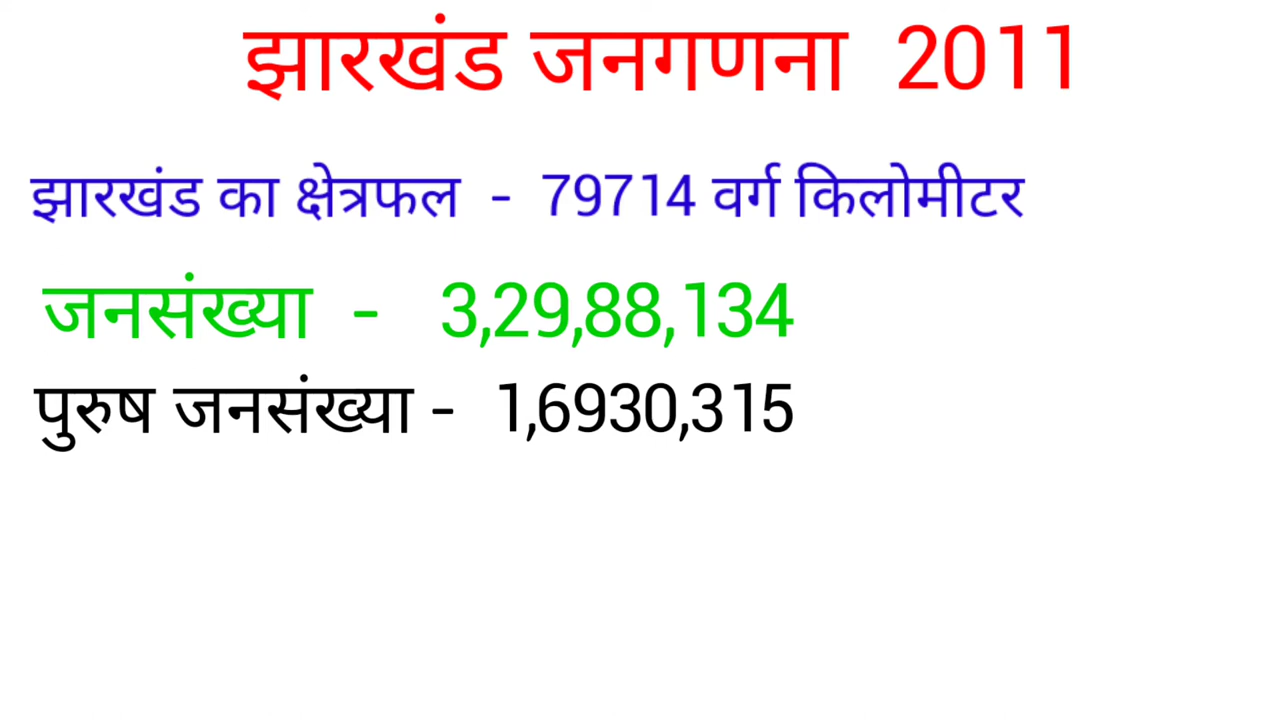 झारखंड जनगणना 2011
झारखंड का क्षेत्रफल - 79714 वर्ग किलोमीटर
जनसंख्या - 3,29,88,134
पुरुष जनसंख्या - 1,6930,315